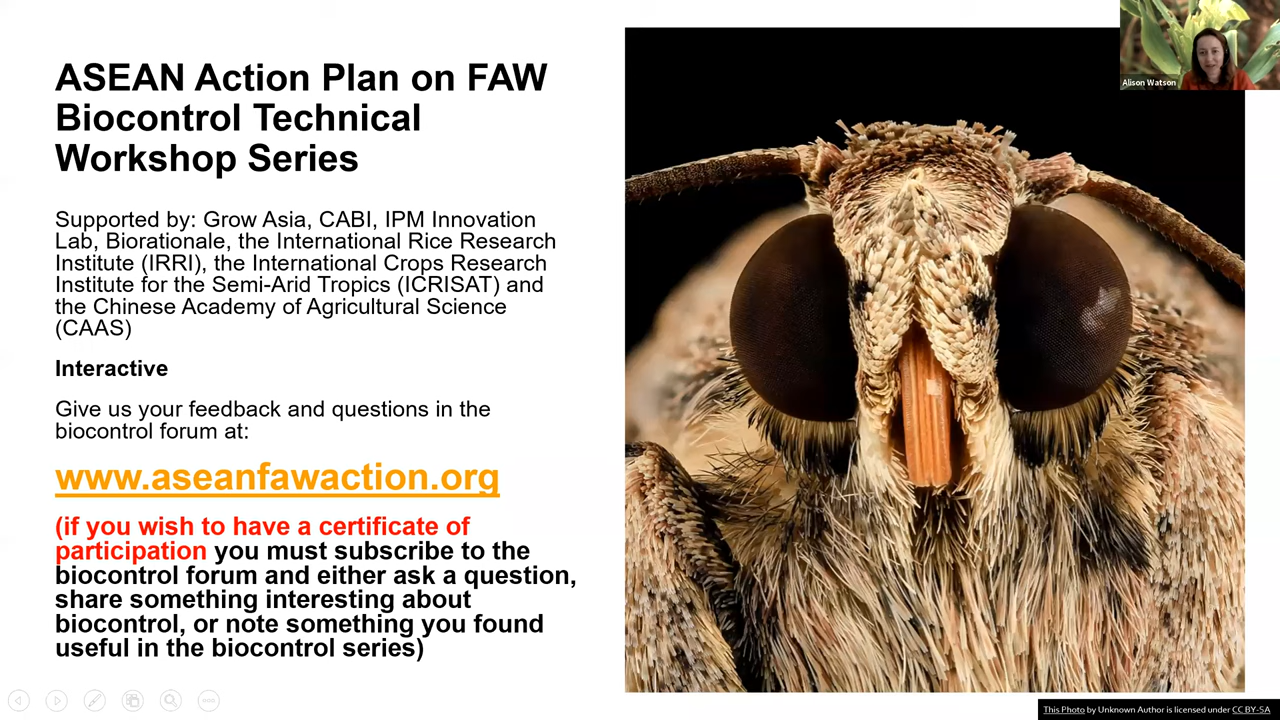 ASEAN Action Plan on FAW
Biocontrol Technical
Workshop Series
Supported by: Grow Asia, CABI, IPM Innovation
Lab, Biorationale, the International Rice Research
Institute (IRRI), the International Crops Research
Institute for the Semi-Arid Tropics (ICRISAT) and
the Chinese Academy of Agricultural Science
(CAAS)
Interactive
Give us your feedback and questions in the
biocontrol forum at:
www.aseanfawaction.org
(if you wish to have a certificate of
participation you must subscribe to the
biocontrol forum and either ask a question,
share something interesting about
biocontrol, or note something you found
useful in the biocontrol series)
Alison Watson
This Photo by Unknown Author is licensed under CC BY-SA